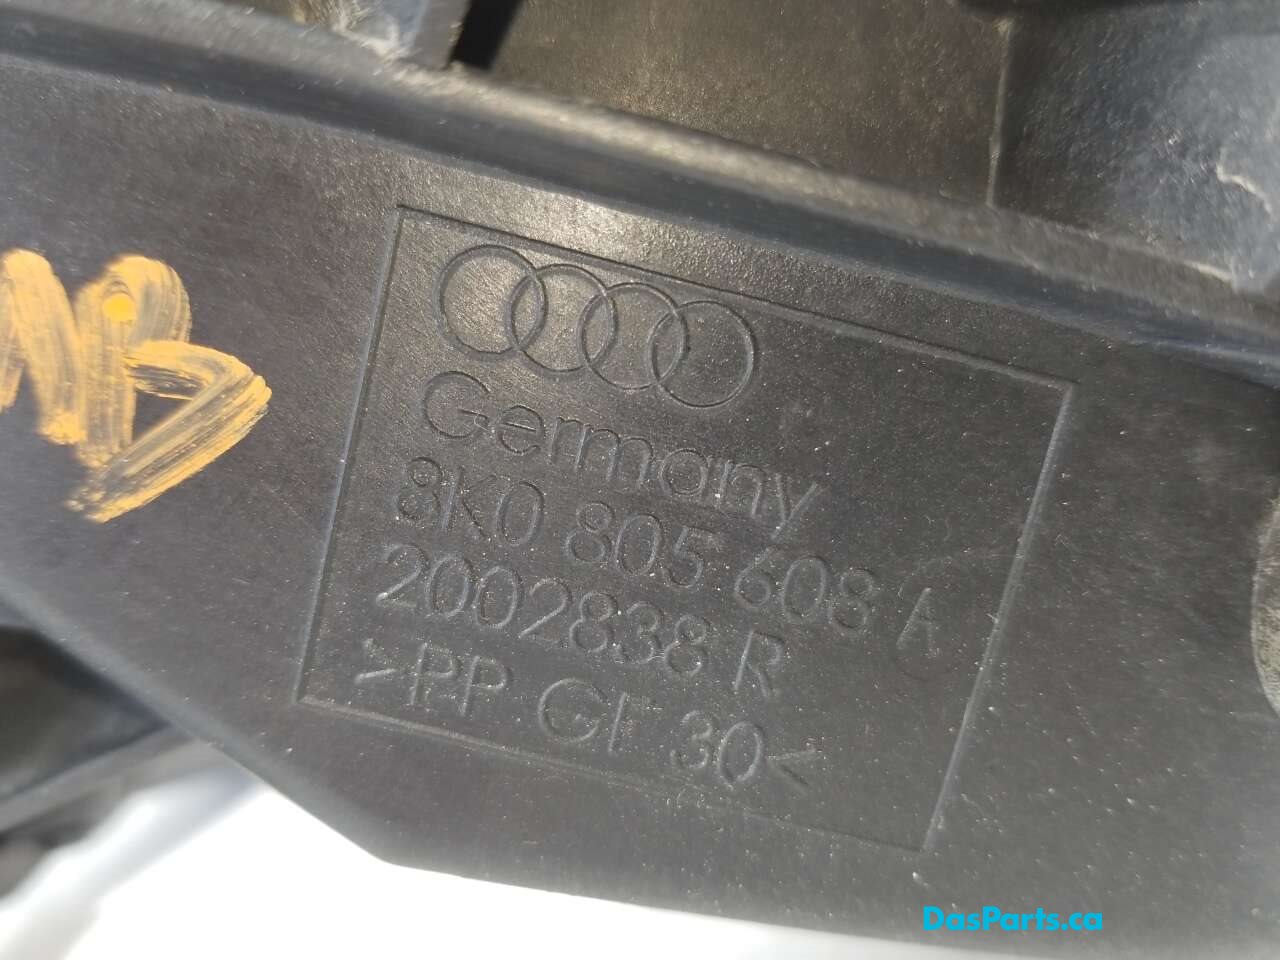 Germany
8K0 805 608 A
2002838 R
>PP GF 30<
DasParts.ca